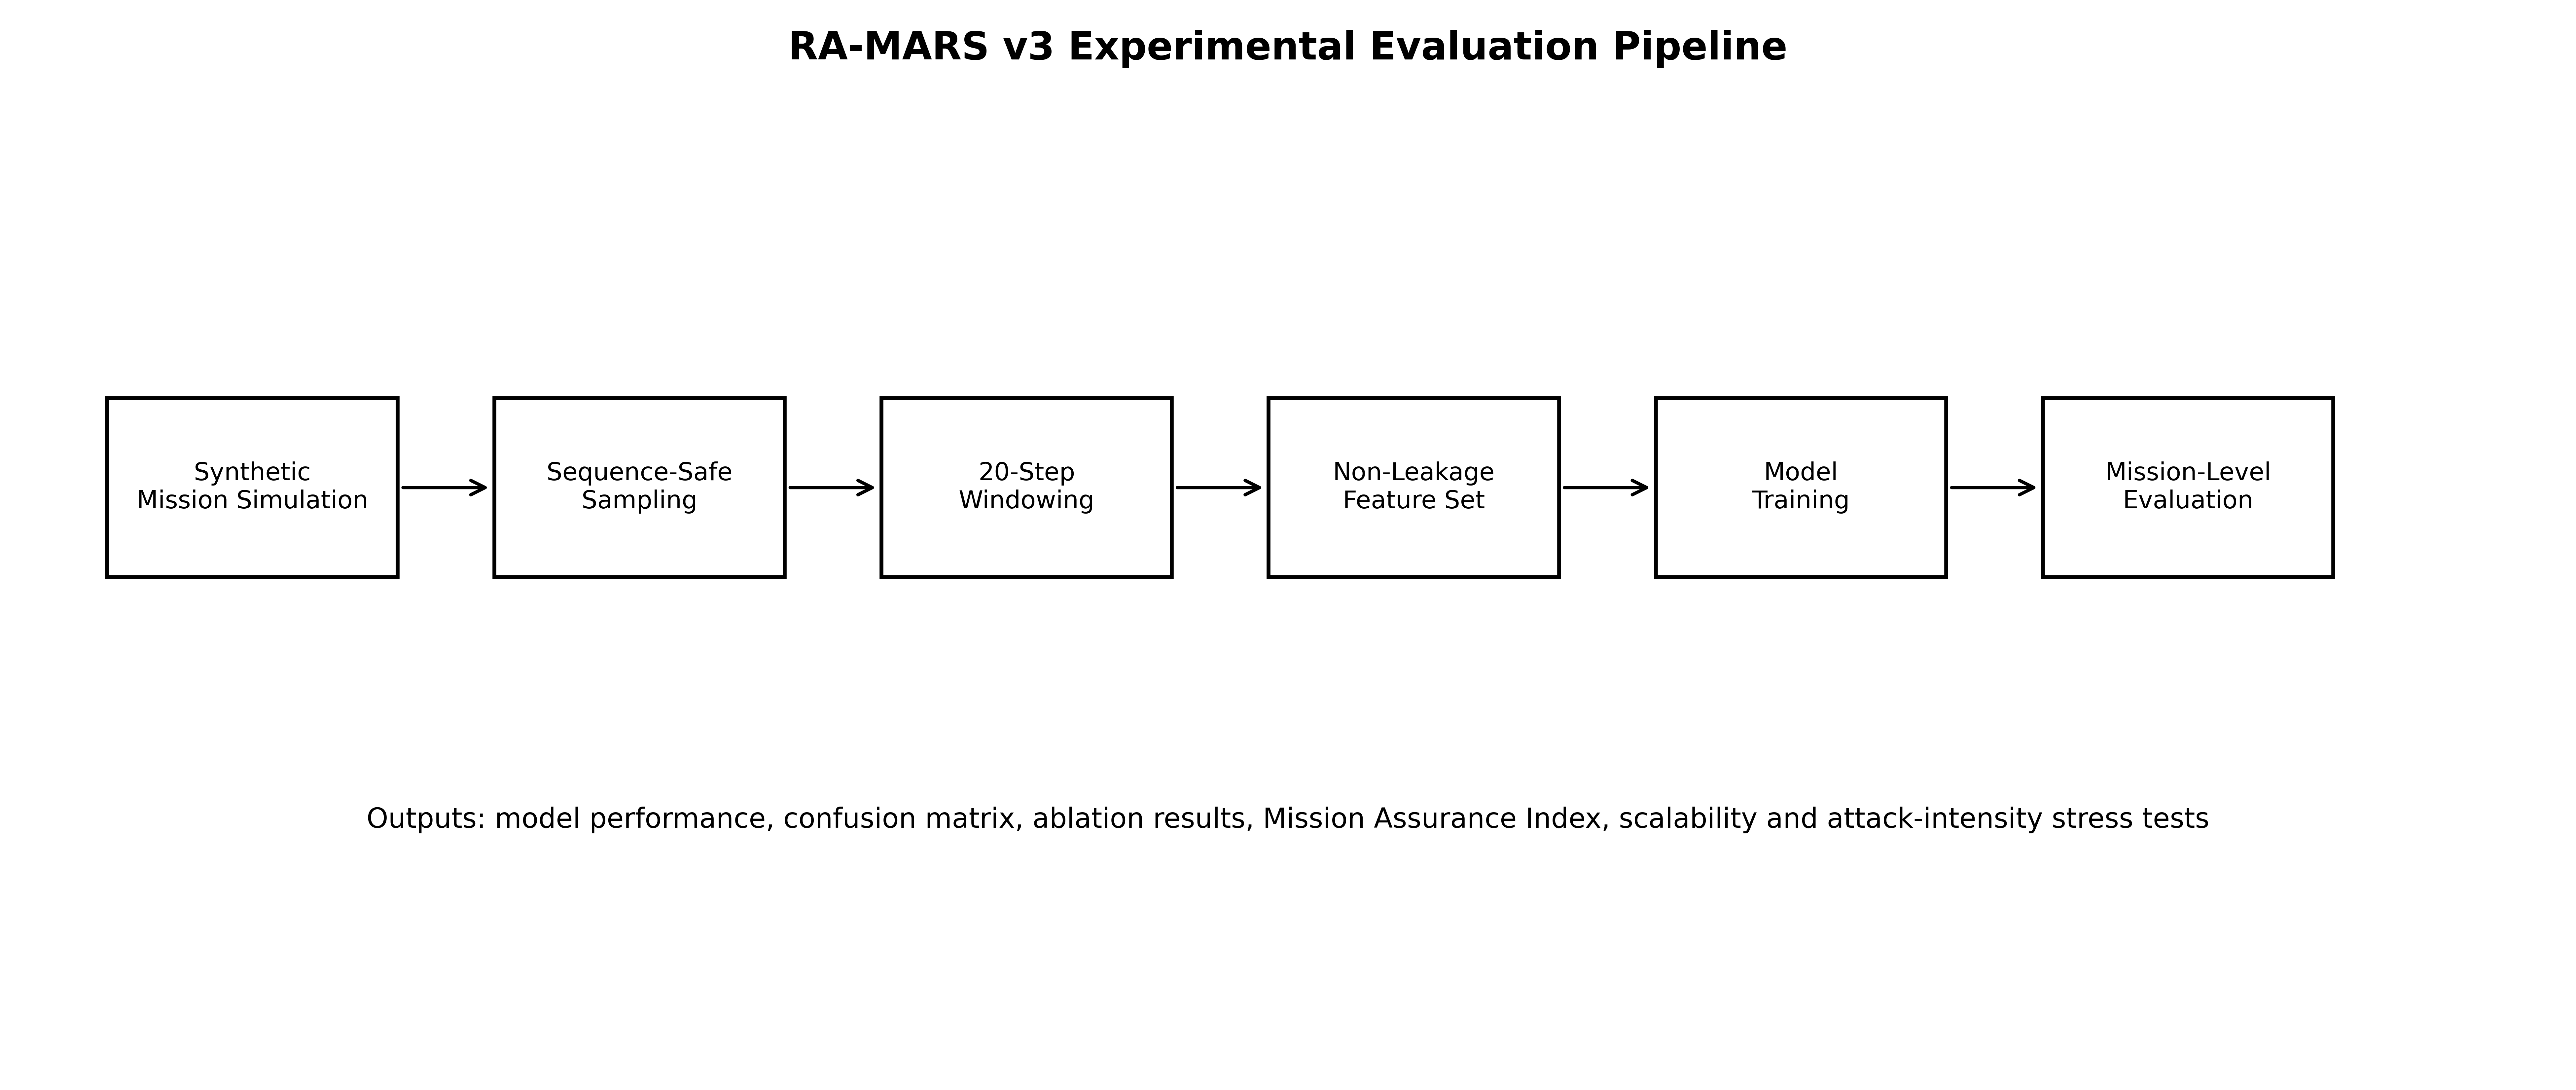 RA-MARS v3 Experimental Evaluation Pipeline
Synthetic
Mission Simulation
Sequence-Safe
Sampling
20-Step
Windowing
Non-Leakage
Feature Set
Model
Training
Mission-Level
Evaluation
Outputs: model performance, confusion matrix, ablation results, Mission Assurance Index, scalability and attack-intensity stress tests